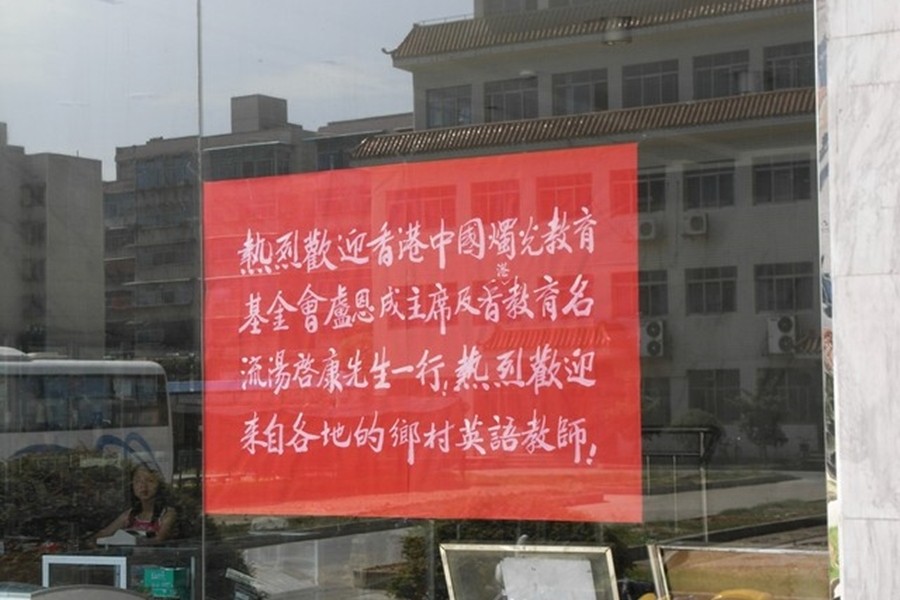 熱烈歡迎香港中國燭光教育
基金會盧恩成主席及香港教育名
流湯啓康先生一行,熱烈歡迎
來自各地的鄉村英語教師!